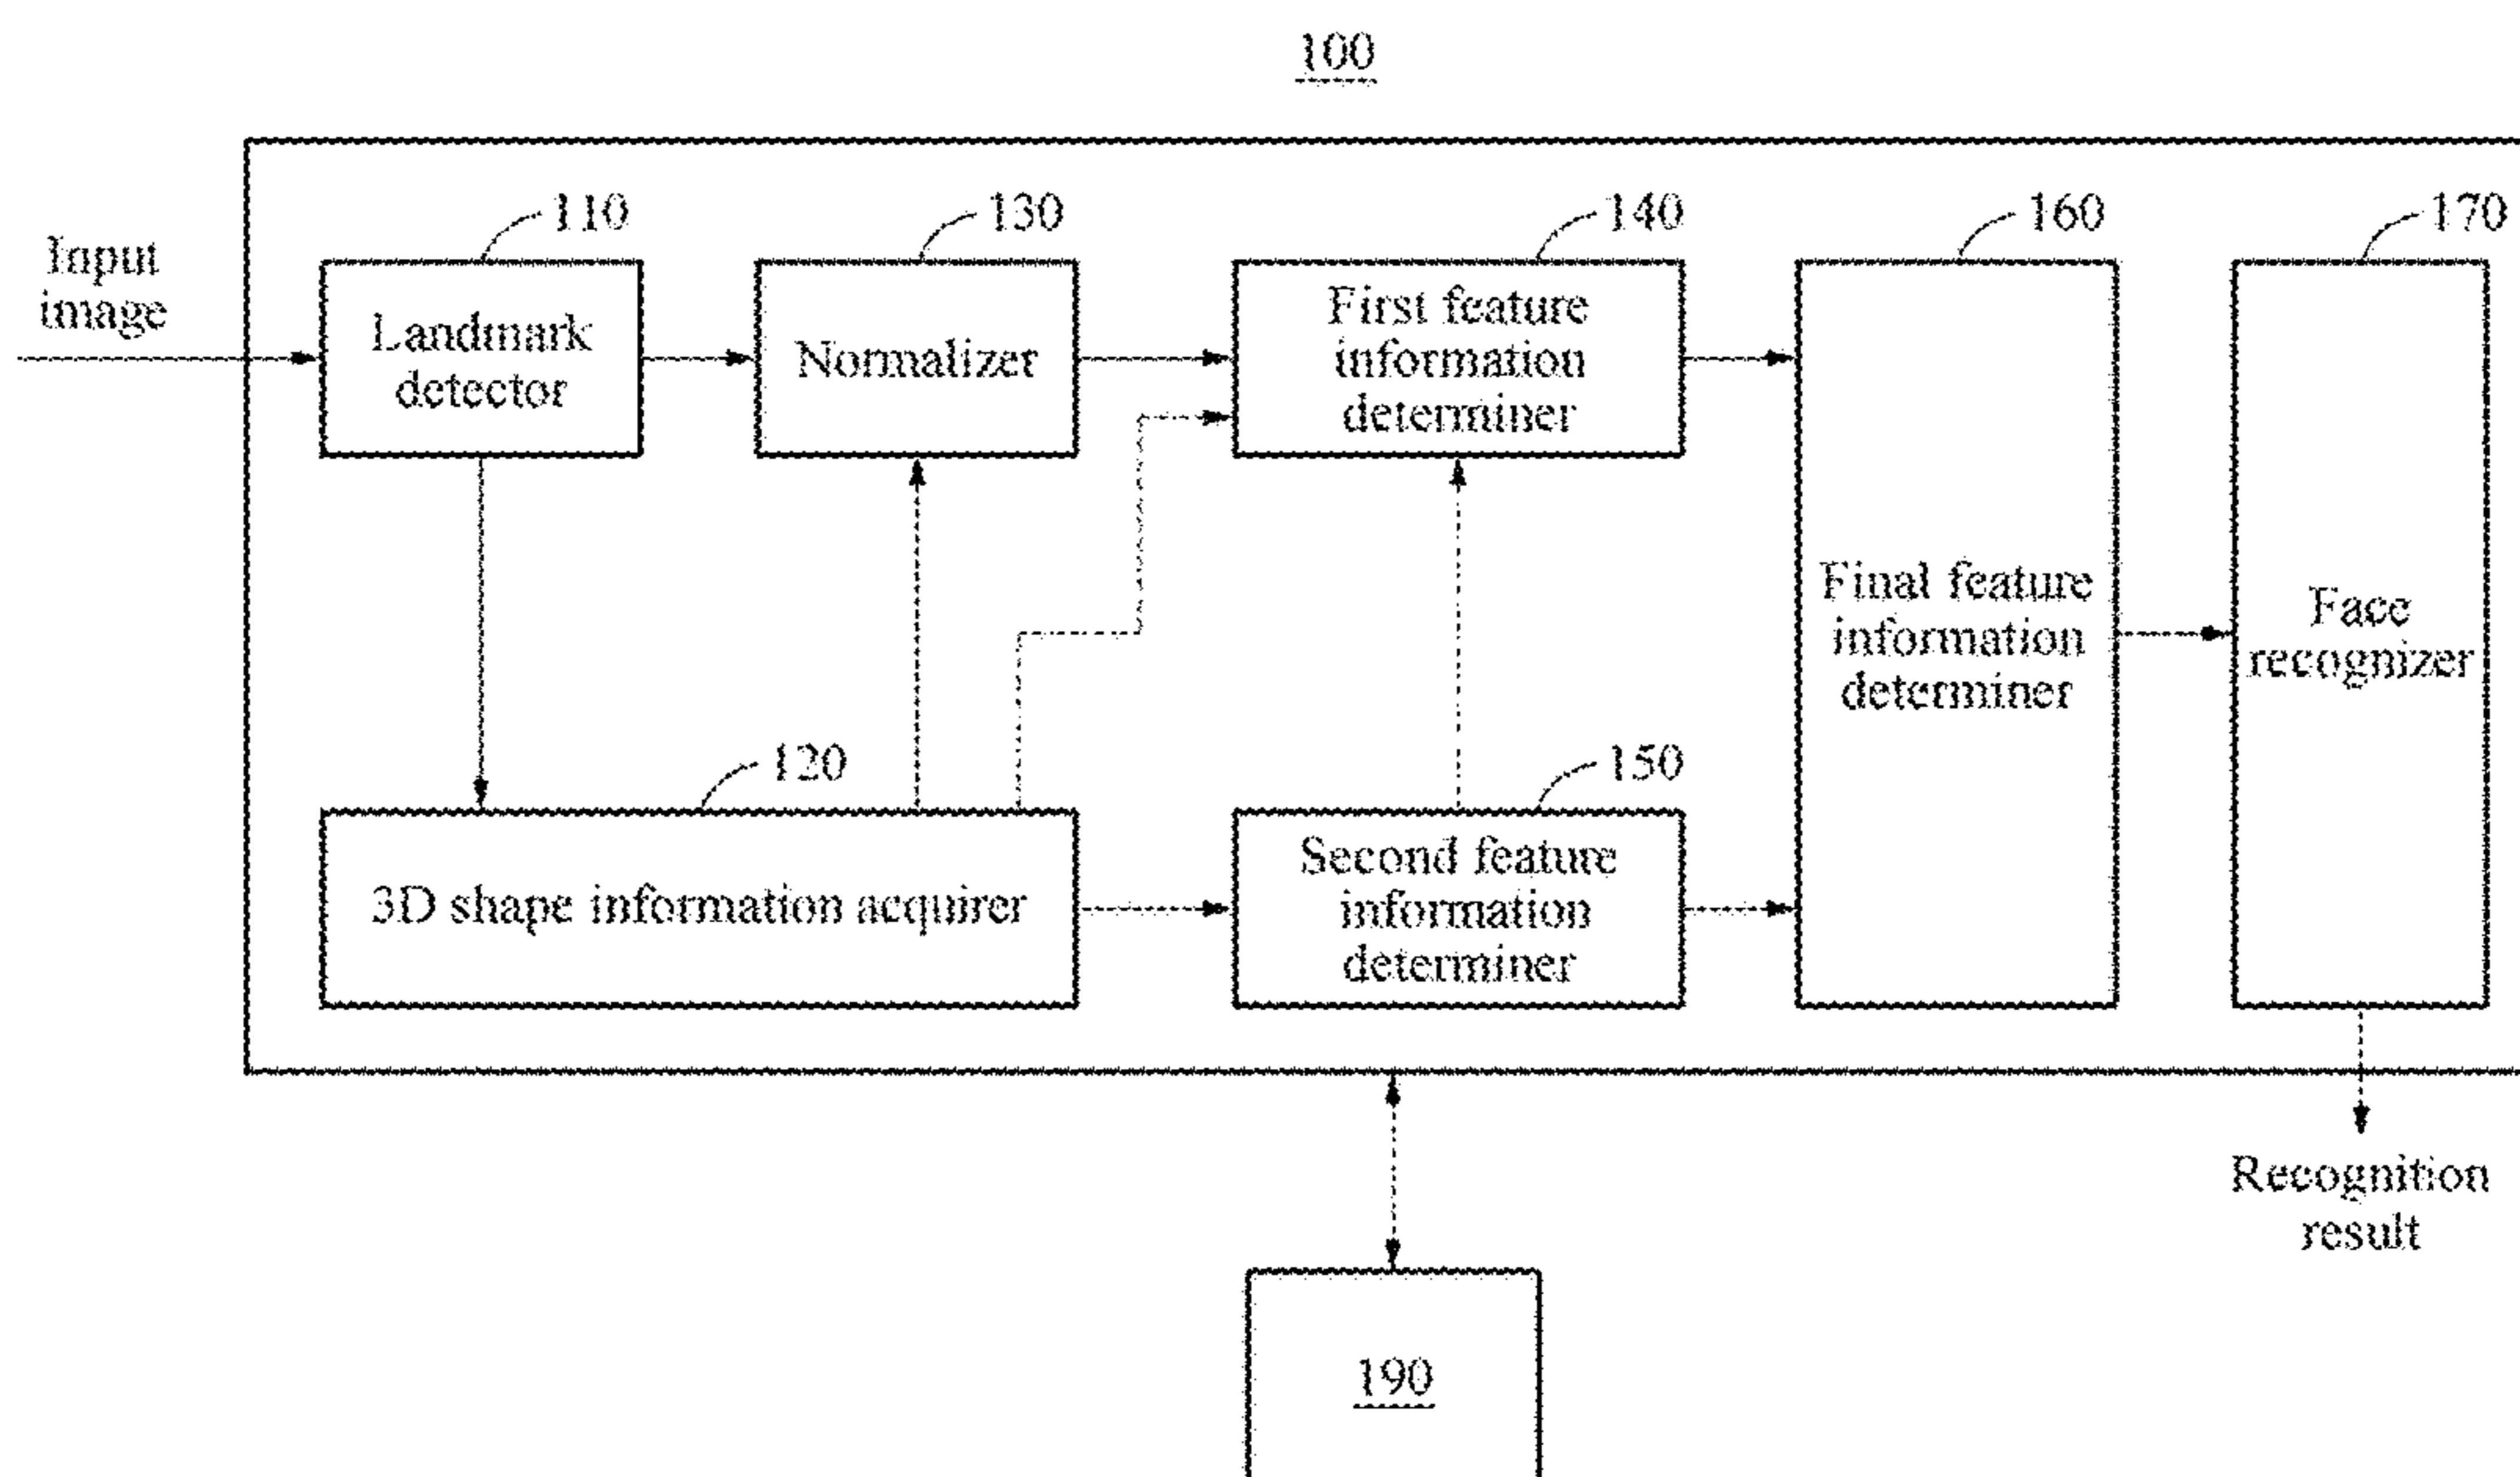 100
110
130
140
160
170
Input
image
Landmark
detector
Normalizer
First feature
information
determiner
Final feature
information
determiner
Face
recognizer
120
150
3D shape information acquirer
Second feature
information
determiner
Recognition
result
190